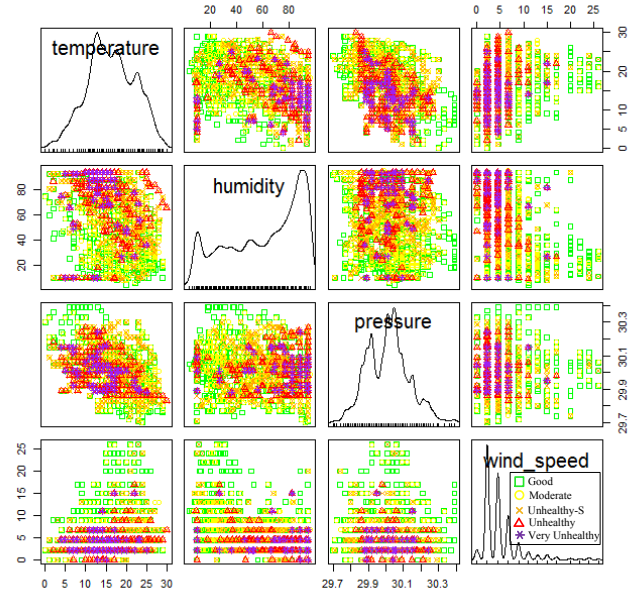 20 40 60 80
0 5 10 15 20 25
temperature
0 5 10 15 20 25 30
20 40 60 80
humidity
pressure
29.7 29.9 30.1 30.3
0 5 10 15 20 25
wind_speed
Good
Moderate
Unhealthy-S
Unhealthy
Very Unhealthy
0 5 10 15 20 25 30
29.7 29.9 30.1 30.3